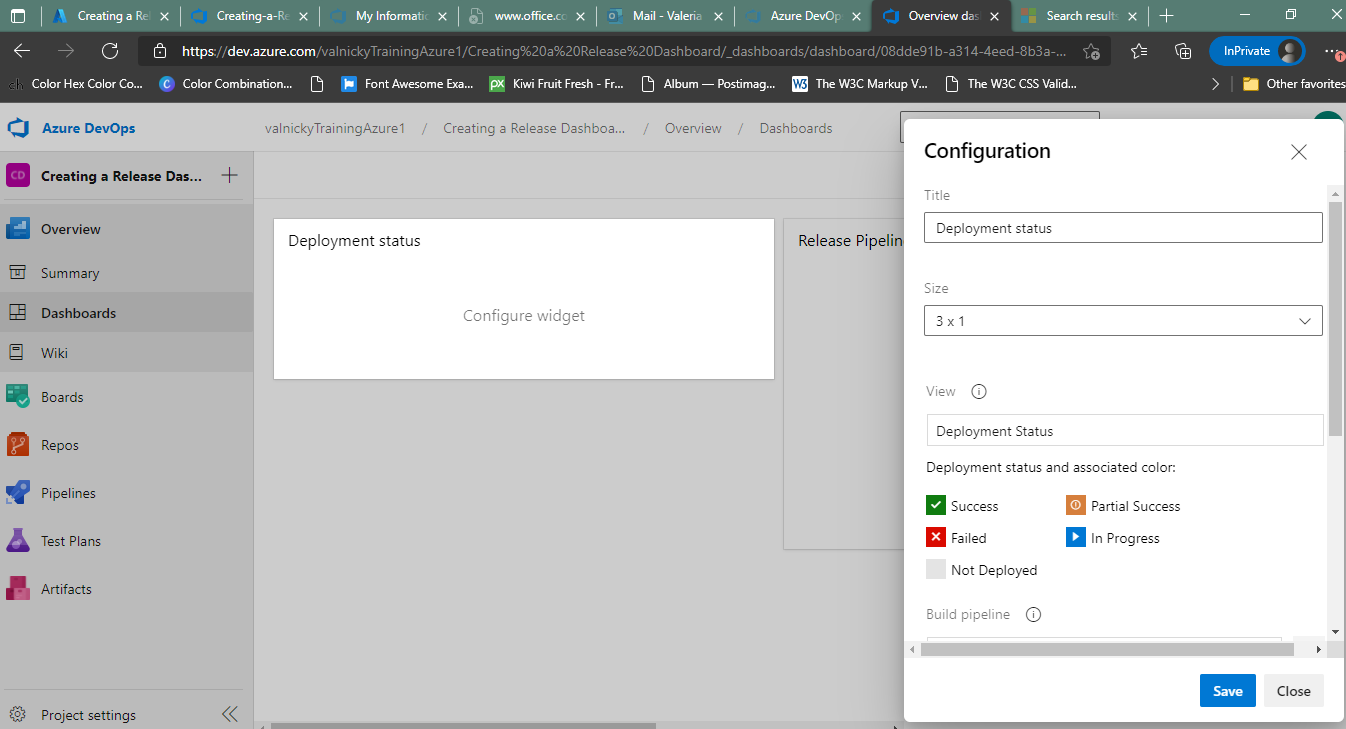 Creating a Rel
Creating-a-Re
My Informatic
www.office.cc
Mail - Valeria
Azure DevOp
Overview das
Search results
https://dev.azure.com/valnickyTrainingAzure1/Creating%20a%20Release%20Dashboard/_dashboards/dashboard/08dde91b-a314-4eed-8b3a-...
InPrivate
Color Hex Color Co...
Color Combination...
Font Awesome Exa...
Kiwi Fruit Fresh - Fr...
Album — Postimag...
The W3C Markup V...
The W3C CSS Valid...
Other favorites
Azure DevOps
valnickyTrainingAzure1 / Creating a Release Dashboa... / Overview / Dashboards
CD Creating a Release Das...
Overview
Summary
Dashboards
Wiki
Boards
Repos
Pipelines
Test Plans
Artifacts
Project settings
Deployment status
Configure widget
Release Pipelin
Configuration
Title
Deployment status
Size
3 x 1
View
Deployment Status
Deployment status and associated color:
Success
Partial Success
Failed
In Progress
Not Deployed
Build pipeline
Save
Close